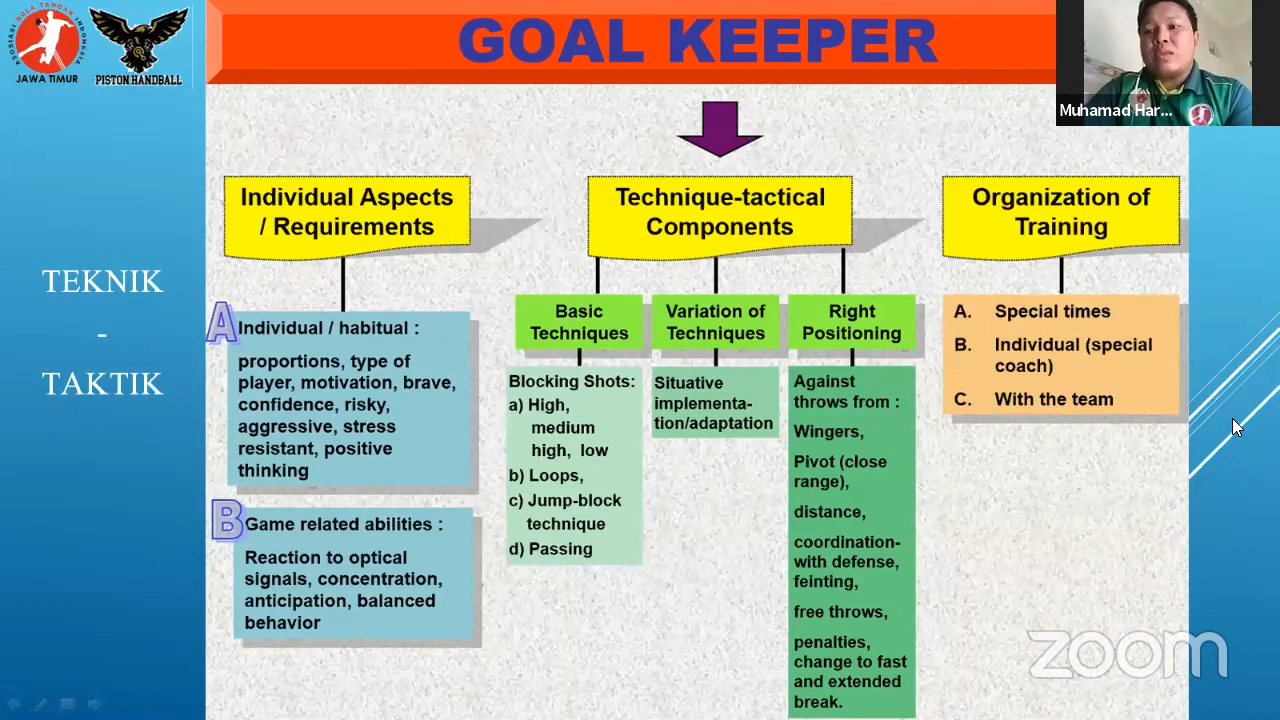 ASOSIASI BOLA TANGAN INDONESIA
JAWA TIMUR
PISTON HANDBALL
GOAL KEEPER
Muhamad Har...
TEKNIK
-
TAKTIK
Individual Aspects
/ Requirements
A
Individual / habitual :
proportions, type of
player, motivation, brave,
confidence, risky,
aggressive, stress
resistant, positive
thinking
B
Game related abilities :
Reaction to optical
signals, concentration,
anticipation, balanced
behavior
Technique-tactical
Components
Basic
Techniques
Blocking Shots:
a) High,
medium
high, low
b) Loops,
c) Jump-block
technique
d) Passing
Variation of
Techniques
Situative
implementa-
tion/adaptation
Right
Positioning
Against
throws from :
Wingers,
Pivot (close
range),
distance,
coordination-
with defense,
feinting,
free throws,
penalties,
change to fast
and extended
break.
Organization of
Training
A. Special times
B. Individual (special
coach)
C. With the team
zoom